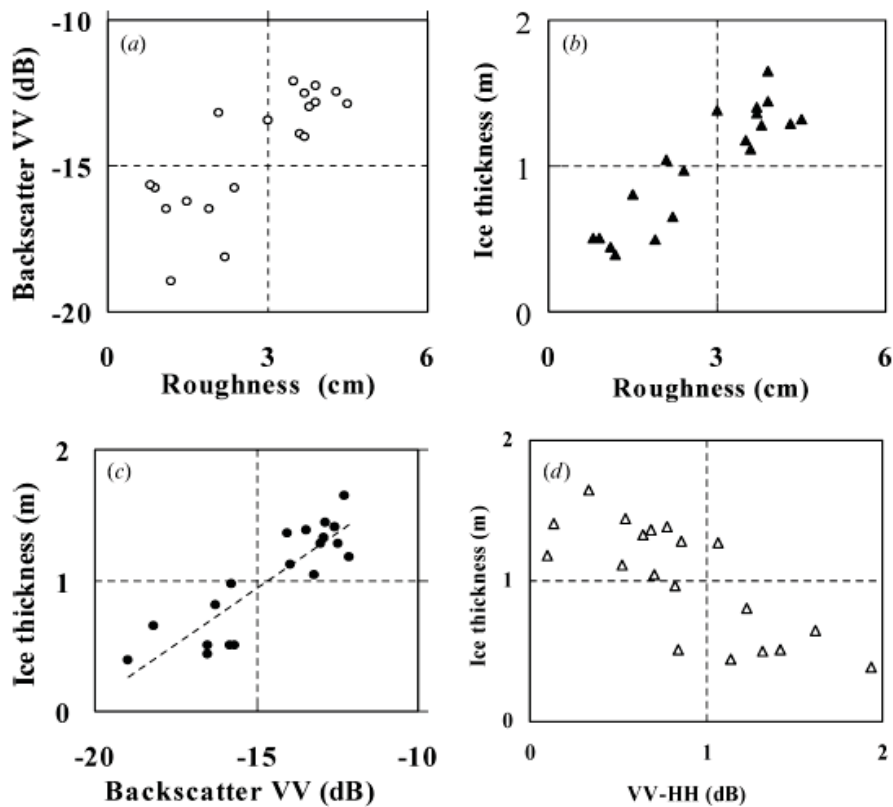 -10
(a)
Backscatter VV (dB)
-15
-20
0 3 6
Roughness (cm)
2
(b)
Ice thickness (m)
1
0
0 3 6
Roughness (cm)
2
(c)
Ice thickness (m)
1
0
-20 -15 -10
Backscatter VV (dB)
2
(d)
Ice thickness (m)
1
0
0 1 2
VV-HH (dB)